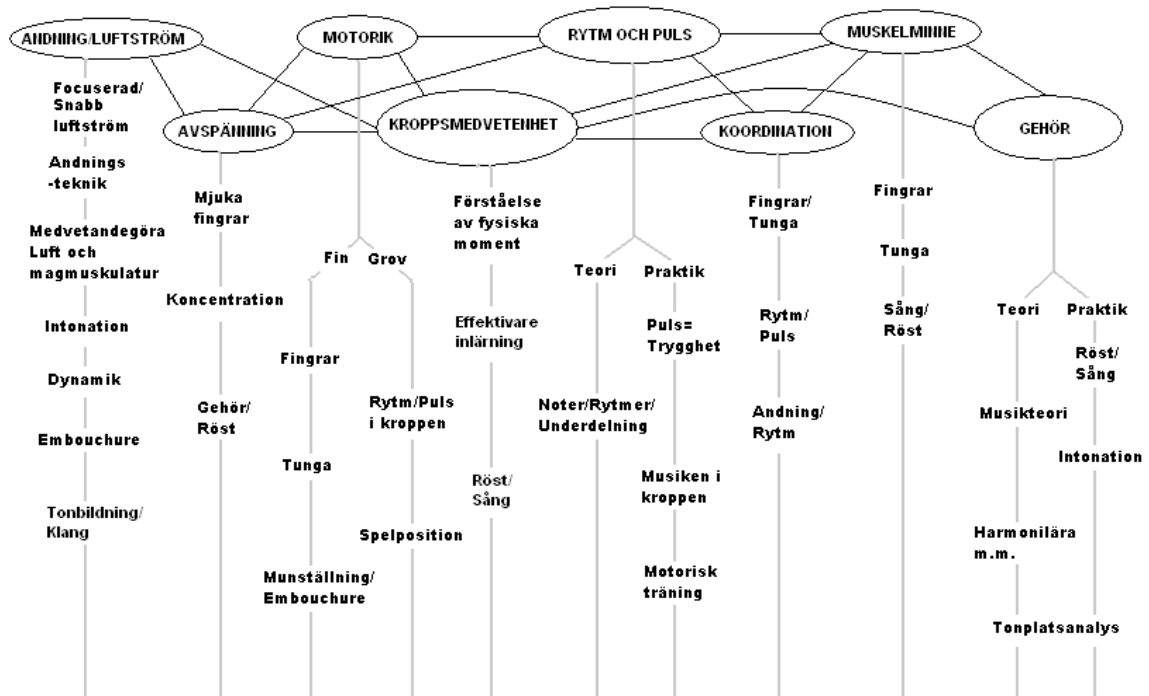 ANDNING/LUFTSTRÖM
MOTORIK
RYTM OCH PULS
MUSKELMINNE
AVSPÄNNING
KROPPSMEDVETENHET
KOORDINATION
GEHÖR
Focuserad/
Snabb
luftström
Andnings
-teknik
Medvetandegöra
Luft och
magmuskulatur
Intonation
Dynamik
Embouchure
Tonbildning/
Klang
Mjuka
fingrar
Koncentration
Gehör/
Röst
Fin
Grov
Fingrar
Tunga
Munställning/
Embouchure
Rytm/Puls
i kroppen
Spelposition
Förståelse
av fysiska
moment
Effektivare
inlärning
Röst/
Sång
Teori
Praktik
Noter/Rytmer/
Underdelning
Puls=
Trygghet
Musiken i
kroppen
Motorisk
träning
Fingrar/
Tunga
Rytm/
Puls
Andning/
Rytm
Fingrar
Tunga
Sång/
Röst
Teori
Praktik
Musikteori
Harmonilära
m.m.
Röst/
Sång
Intonation
Tonplatsanalys